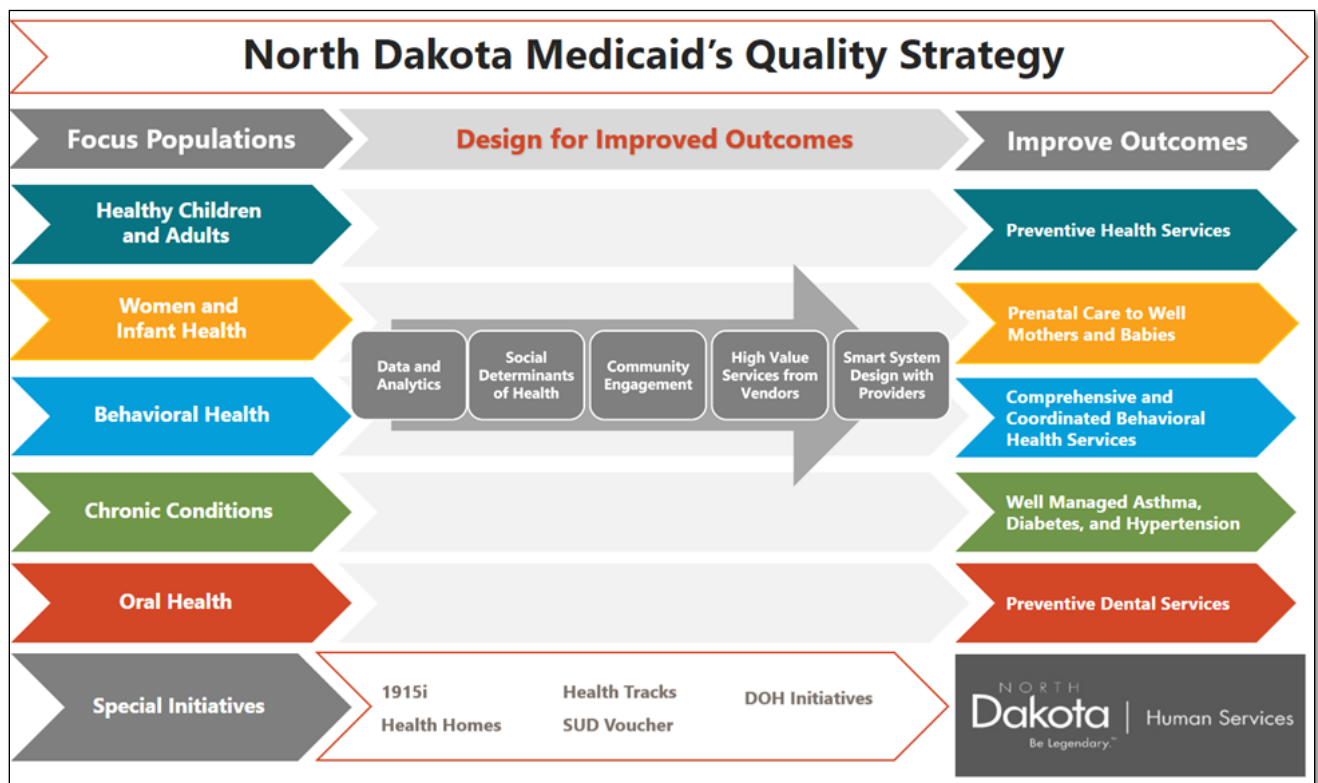 North Dakota Medicaid's Quality Strategy
Focus Populations
Design for Improved Outcomes
Improve Outcomes
Healthy Children
and Adults
Preventive Health Services
Women and
Infant Health
Prenatal Care to Well
Mothers and Babies
Data and
Analytics
Social
Determinants
of Health
Community
Engagement
High Value
Services from
Vendors
Smart System
Design with
Providers
Behavioral Health
Comprehensive and
Coordinated Behavioral
Health Services
Chronic Conditions
Well Managed Asthma,
Diabetes, and Hypertension
Oral Health
Preventive Dental Services
Special Initiatives
1915i
Health Homes
Health Tracks
SUD Voucher
DOH Initiatives
NORTH
Dakota | Human Services
Be Legendary.™